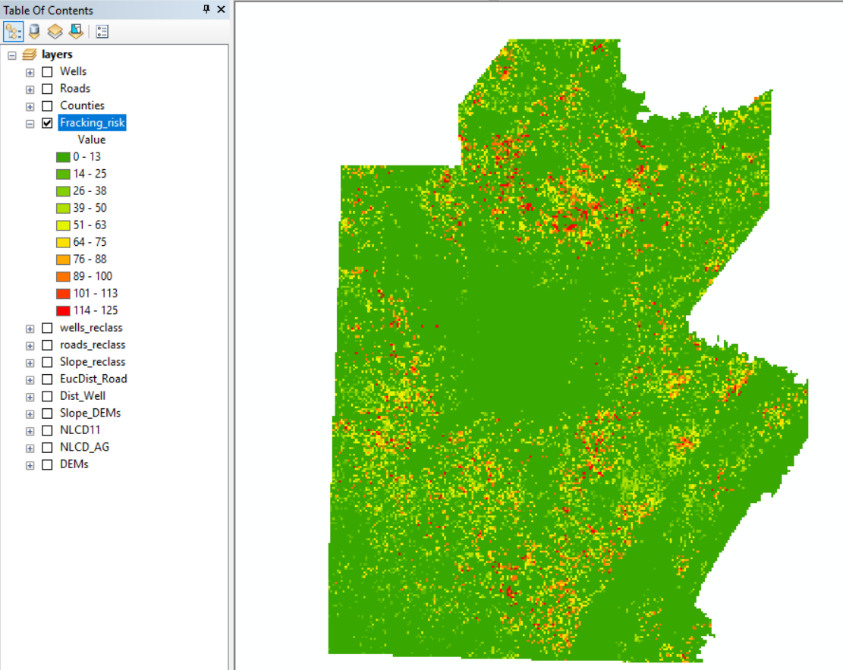 Table Of Contents
layers
Wells
Roads
Counties
Fracking_risk
Value
0 - 13
14 - 25
26 - 38
39 - 50
51 - 63
64 - 75
76 - 88
89 - 100
101 - 113
114 - 125
wells_reclass
roads_reclass
Slope_reclass
EucDist_Road
Dist_Well
Slope_DEMs
NLCD11
NLCD_AG
DEMs